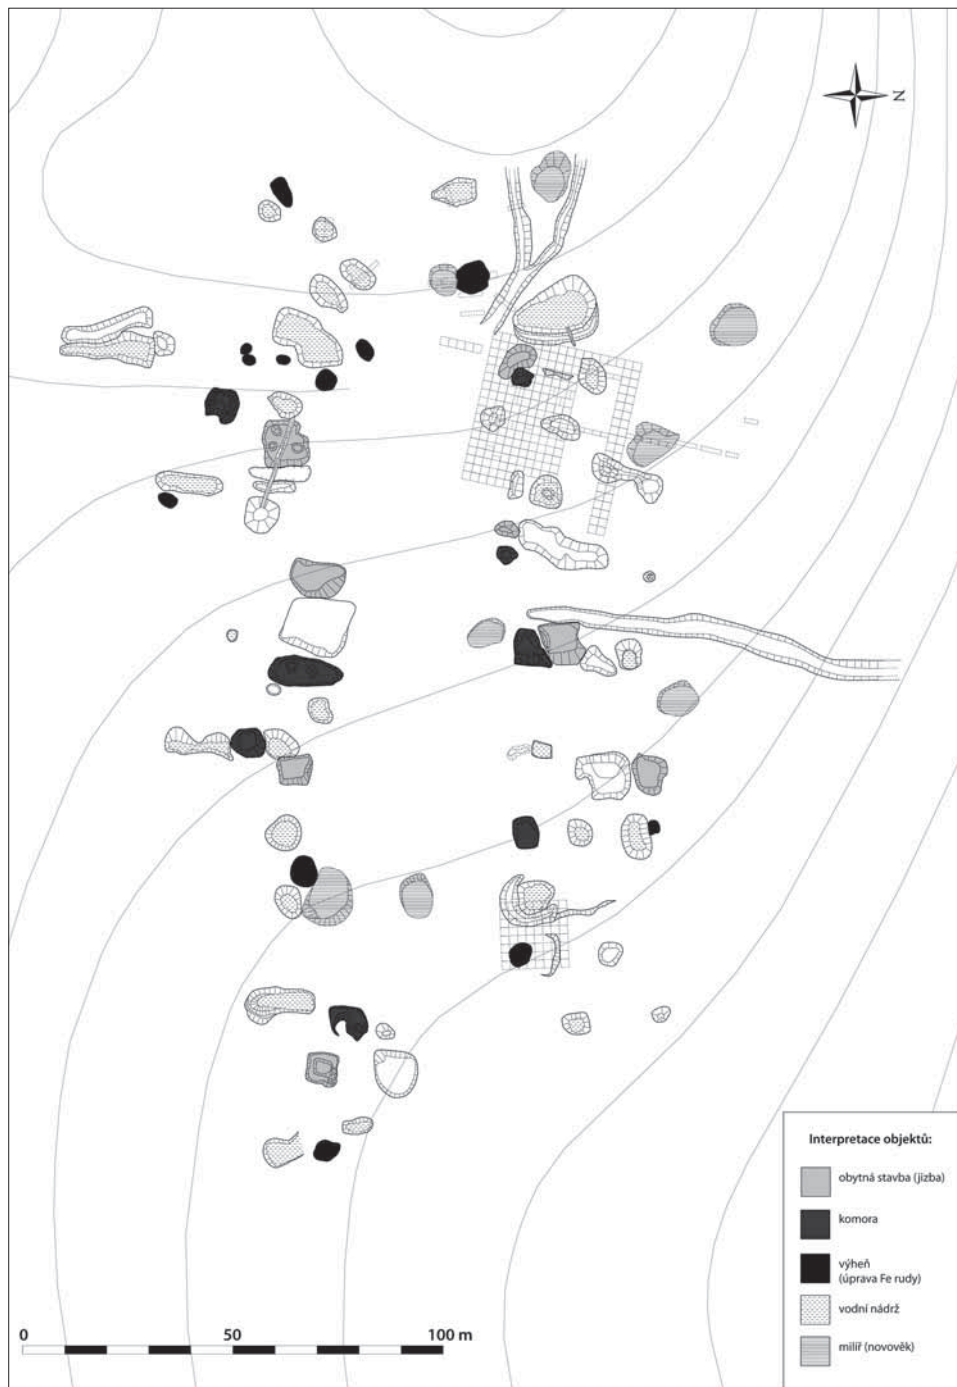 N
Interpretace objektů:
obytná stavba (jizba)
komora
výheň
(úprava Fe rudy)
vodní nádrž
milíř (novověk)
0 50 100 m